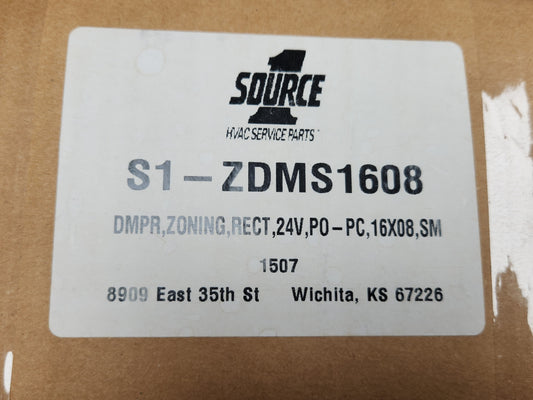 1
SOURCE
HVAC SERVICE PARTS
S1-ZDMS1608
DMPR,ZONING,RECT,24V,PO-PC,16X08,SM
1507
8909 East 35th St Wichita, KS 67226